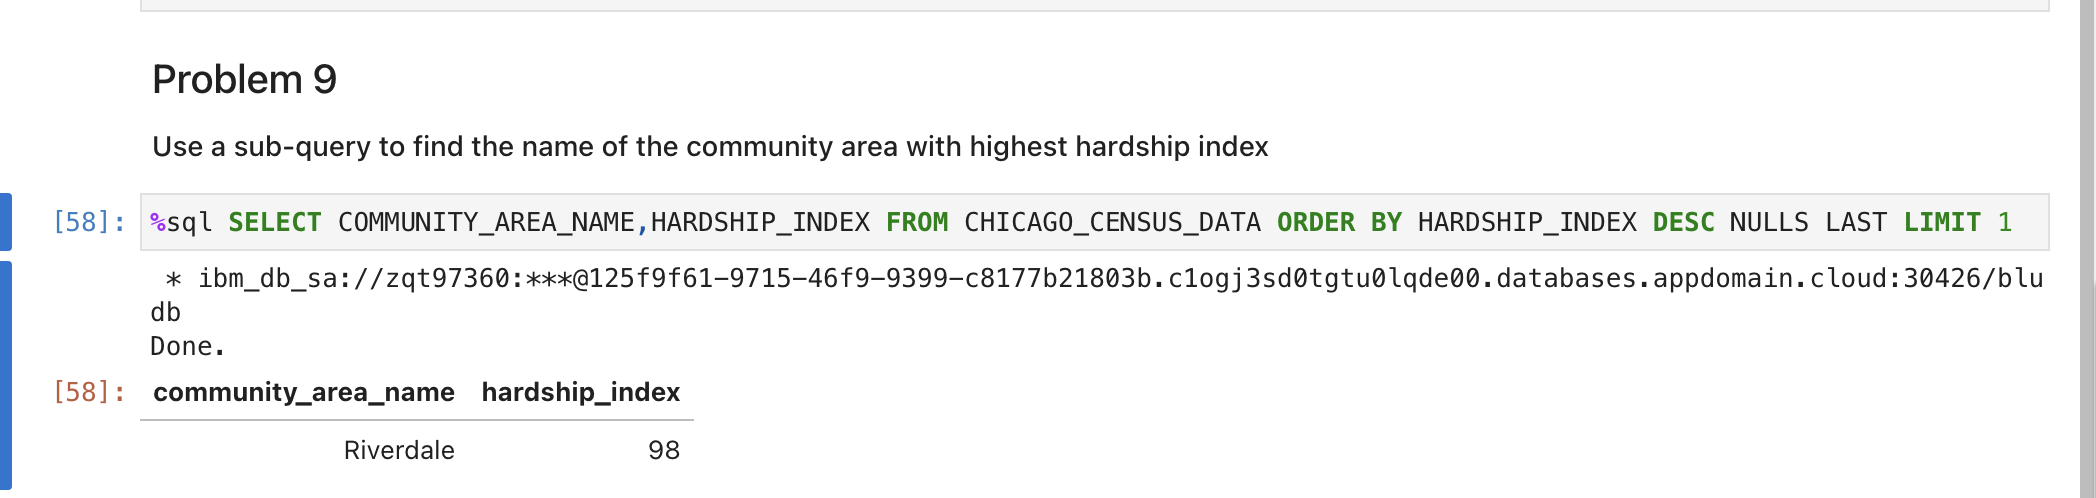 Problem 9
Use a sub-query to find the name of the community area with highest hardship index
[58]: %sql SELECT COMMUNITY_AREA_NAME,HARDSHIP_INDEX FROM CHICAGO_CENSUS_DATA ORDER BY HARDSHIP_INDEX DESC NULLS LAST LIMIT 1
* ibm_db_sa://zqt97360:***@125f9f61-9715-46f9-9399-c8177b21803b.c1ogj3sd0tgtu0lqde00.databases.appdomain.cloud:30426/blu
db
Done.
[58]: community_area_name hardship_index
Riverdale 98